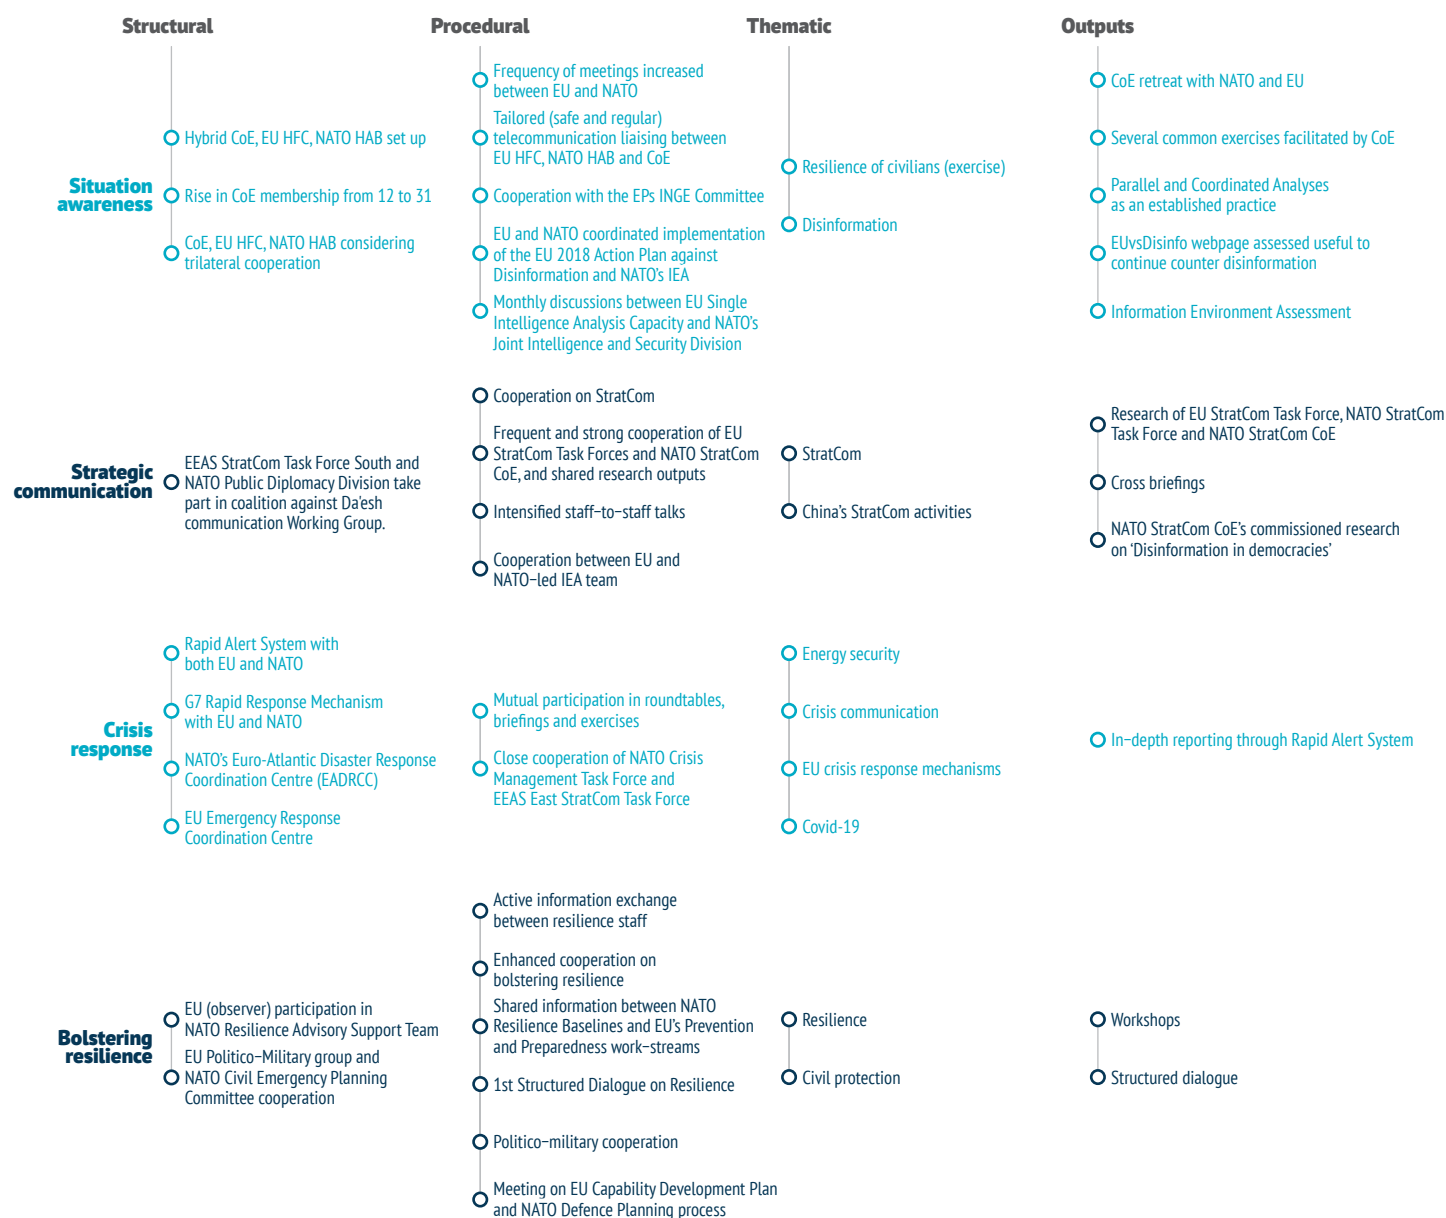 Structural
Procedural
Thematic
Outputs
Situation
awareness
Hybrid CoE, EU HFC, NATO HAB set up
Rise in CoE membership from 12 to 31
CoE, EU HFC, NATO HAB considering
trilateral cooperation
Frequency of meetings increased
between EU and NATO
Tailored (safe and regular)
telecommunication liaising between
EU HFC, NATO HAB and CoE
Cooperation with the EPs INGE Committee
EU and NATO coordinated implementation
of the EU 2018 Action Plan against
Disinformation and NATO's IEA
Monthly discussions between EU Single
Intelligence Analysis Capacity and NATO's
Joint Intelligence and Security Division
Resilience of civilians (exercise)
Disinformation
CoE retreat with NATO and EU
Several common exercises facilitated by CoE
Parallel and Coordinated Analyses
as an established practice
EUvsDisinfo webpage assessed useful to
continue counter disinformation
Information Environment Assessment
Strategic
communication
EEAS StratCom Task Force South and
NATO Public Diplomacy Division take
part in coalition against Da'esh
communication Working Group.
Cooperation on StratCom
Frequent and strong cooperation of EU
StratCom Task Forces and NATO StratCom
CoE, and shared research outputs
Intensified staff-to-staff talks
Cooperation between EU and
NATO-led IEA team
StratCom
China's StratCom activities
Research of EU StratCom Task Force, NATO StratCom
Task Force and NATO StratCom CoE
Cross briefings
NATO StratCom CoE's commissioned research
on ‘Disinformation in democracies’
Crisis
response
Rapid Alert System with
both EU and NATO
G7 Rapid Response Mechanism
with EU and NATO
NATO's Euro-Atlantic Disaster Response
Coordination Centre (EADRCC)
EU Emergency Response
Coordination Centre
Mutual participation in roundtables,
briefings and exercises
Close cooperation of NATO Crisis
Management Task Force and
EEAS East StratCom Task Force
Energy security
Crisis communication
EU crisis response mechanisms
Covid-19
In-depth reporting through Rapid Alert System
Bolstering
resilience
EU (observer) participation in
NATO Resilience Advisory Support Team
EU Politico-Military group and
NATO Civil Emergency Planning
Committee cooperation
Active information exchange
between resilience staff
Enhanced cooperation on
bolstering resilience
Shared information between NATO
Resilience Baselines and EU's Prevention
and Preparedness work-streams
1st Structured Dialogue on Resilience
Politico-military cooperation
Meeting on EU Capability Development Plan
and NATO Defence Planning process
Resilience
Civil protection
Workshops
Structured dialogue